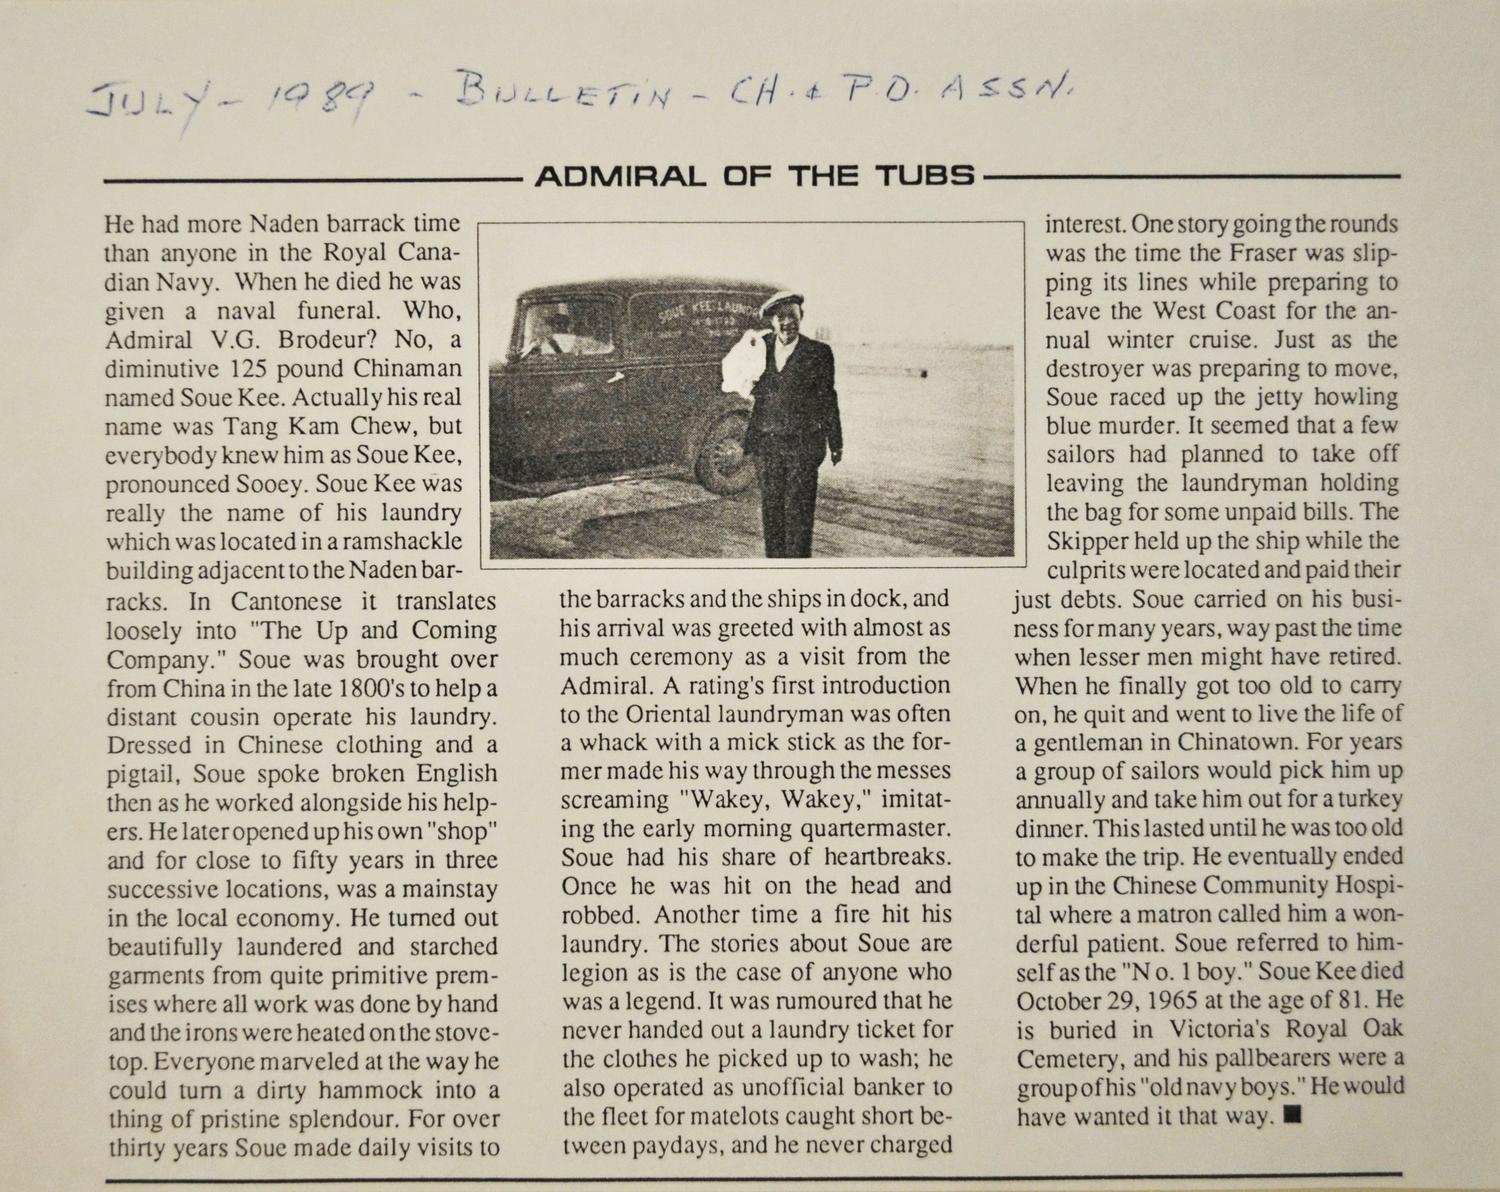 JULY - 1989 - BULLETIN - CH. & P.O. ASSN.
ADMIRAL OF THE TUBS
He had more Naden barrack time
than anyone in the Royal Cana-
dian Navy. When he died he was
given a naval funeral. Who,
Admiral V.G. Brodeur? No, a
diminutive 125 pound Chinaman
named Soue Kee. Actually his real
name was Tang Kam Chew, but
everybody knew him as Soue Kee,
pronounced Sooey. Soue Kee was
really the name of his laundry
which was located in a ramshackle
building adjacent to the Naden bar-
racks. In Cantonese it translates
loosely into "The Up and Coming
Company." Soue was brought over
from China in the late 1800's to help a
distant cousin operate his laundry.
Dressed in Chinese clothing and a
pigtail, Soue spoke broken English
then as he worked alongside his help-
ers. He later opened up his own "shop"
and for close to fifty years in three
successive locations, was a mainstay
in the local economy. He turned out
beautifully laundered and starched
garments from quite primitive prem-
ises where all work was done by hand
and the irons were heated on the stove-
top. Everyone marveled at the way he
could turn a dirty hammock into a
thing of pristine splendour. For over
thirty years Soue made daily visits to
SOUE KEE LAUNDRY
the barracks and the ships in dock, and
his arrival was greeted with almost as
much ceremony as a visit from the
Admiral. A rating's first introduction
to the Oriental laundryman was often
a whack with a mick stick as the for-
mer made his way through the messes
screaming "Wakey, Wakey," imitat-
ing the early morning quartermaster.
Soue had his share of heartbreaks.
Once he was hit on the head and
robbed. Another time a fire hit his
laundry. The stories about Soue are
legion as is the case of anyone who
was a legend. It was rumoured that he
never handed out a laundry ticket for
the clothes he picked up to wash; he
also operated as unofficial banker to
the fleet for matelots caught short be-
tween paydays, and he never charged
interest. One story going the rounds
was the time the Fraser was slip-
ping its lines while preparing to
leave the West Coast for the an-
nual winter cruise. Just as the
destroyer was preparing to move,
Soue raced up the jetty howling
blue murder. It seemed that a few
sailors had planned to take off
leaving the laundryman holding
the bag for some unpaid bills. The
Skipper held up the ship while the
culprits were located and paid their
just debts. Soue carried on his busi-
ness for many years, way past the time
when lesser men might have retired.
When he finally got too old to carry
on, he quit and went to live the life of
a gentleman in Chinatown. For years
a group of sailors would pick him up
annually and take him out for a turkey
dinner. This lasted until he was too old
to make the trip. He eventually ended
up in the Chinese Community Hospi-
tal where a matron called him a won-
derful patient. Soue referred to him-
self as the "No. 1 boy." Soue Kee died
October 29, 1965 at the age of 81. He
is buried in Victoria's Royal Oak
Cemetery, and his pallbearers were a
group of his "old navy boys." He would
have wanted it that way.